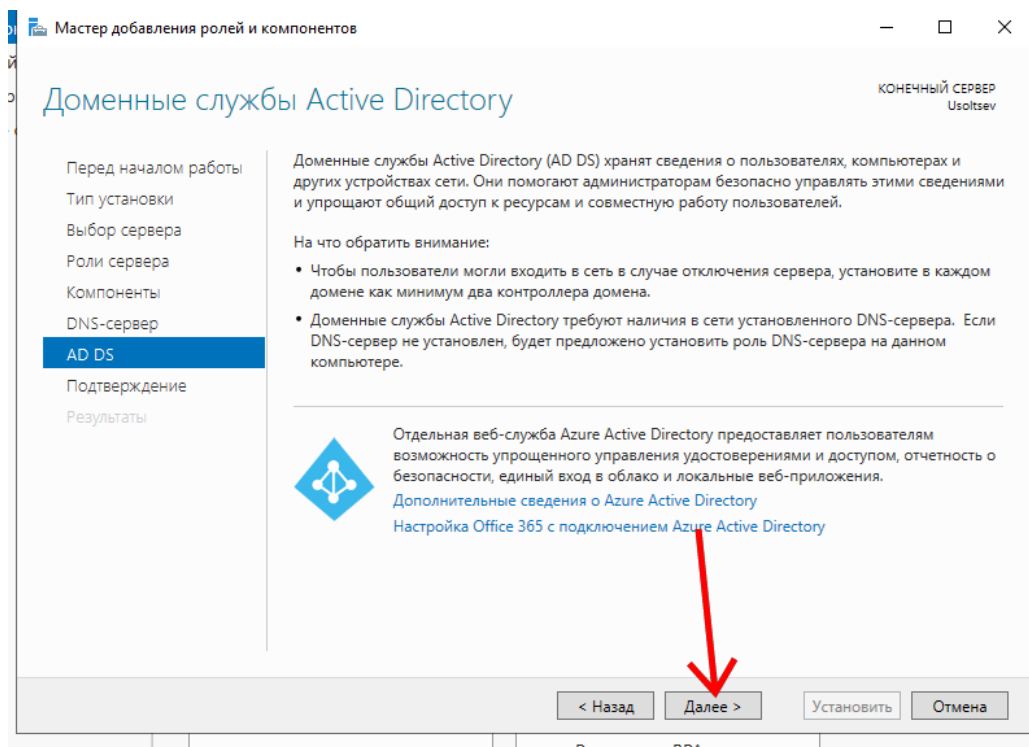 Мастер добавления ролей и компонентов
Доменные службы Active Directory
КОНЕЧНЫЙ СЕРВЕР
Usoltsev
Перед началом работы
Тип установки
Выбор сервера
Роли сервера
Компоненты
DNS-сервер
AD DS
Подтверждение
Результаты
Доменные службы Active Directory (AD DS) хранят сведения о пользователях, компьютерах и
других устройствах сети. Они помогают администраторам безопасно управлять этими сведениями
и упрощают общий доступ к ресурсам и совместную работу пользователей.
На что обратить внимание:
• Чтобы пользователи могли входить в сеть в случае отключения сервера, установите в каждом
домене как минимум два контроллера домена.
• Доменные службы Active Directory требуют наличия в сети установленного DNS-сервера. Если
DNS-сервер не установлен, будет предложено установить роль DNS-сервера на данном
компьютере.
Отдельная веб-служба Azure Active Directory предоставляет пользователям
возможность упрощенного управления удостоверениями и доступом, отчетность о
безопасности, единый вход в облако и локальные веб-приложения.
Дополнительные сведения о Azure Active Directory
Настройка Office 365 с подключением Azure Active Directory
< Назад
Далее >
Установить
Отмена